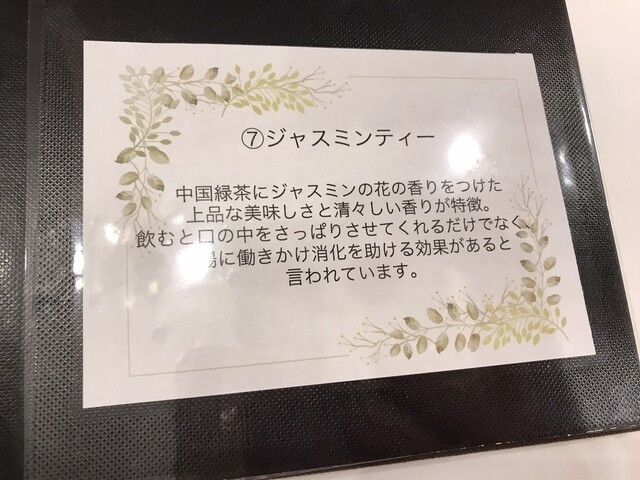 ⑦ジャスミンティー
中国緑茶にジャスミンの花の香りをつけた
上品な美味しさと清々しい香りが特徴。
飲むと口の中をさっぱりさせてくれるだけでなく
腸に働きかけ消化を助ける効果があると
言われています。